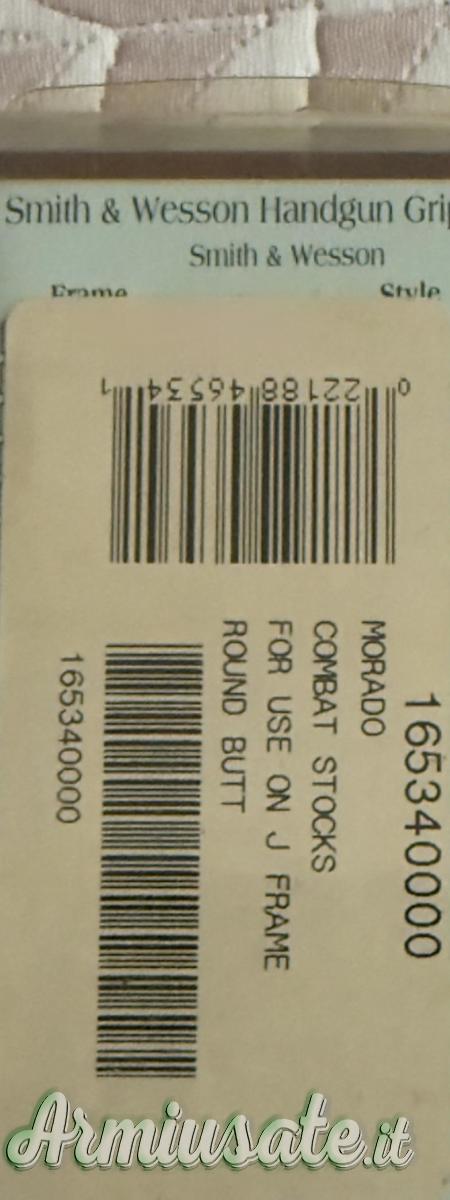 Smith & Wesson Handgun Grip
Smith & Wesson
Frame Style
0 22188 46534 1
165340000
MORADO
COMBAT STOCKS
FOR USE ON J FRAME
ROUND BUTT
165340000
Armiusate.it